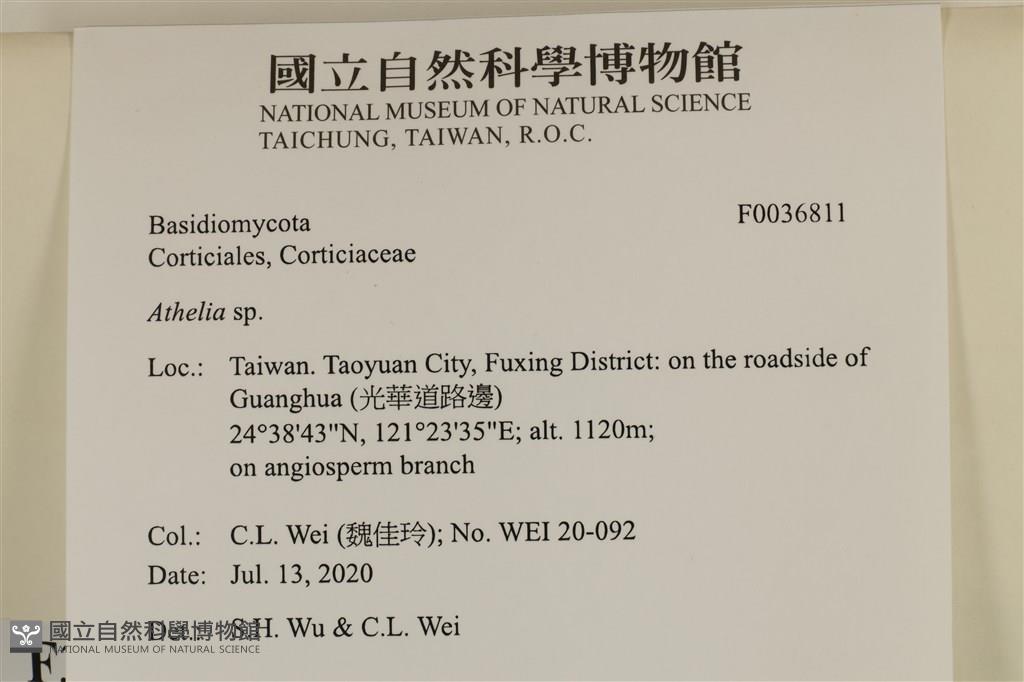 國立自然科學博物館
NATIONAL MUSEUM OF NATURAL SCIENCE
TAICHUNG, TAIWAN, R.O.C.
Basidiomycota F0036811
Corticiales, Corticiaceae
Athelia sp.
Loc.: Taiwan. Taoyuan City, Fuxing District: on the roadside of
Guanghua (光華道路邊)
24°38'43"N, 121°23'35"E; alt. 1120m;
on angiosperm branch
Col.: C.L. Wei (魏佳玲); No. WEI 20-092
Date: Jul. 13, 2020
Det.: S.H. Wu & C.L. Wei
國立自然科學博物館
NATIONAL MUSEUM OF NATURAL SCIENCE
F.